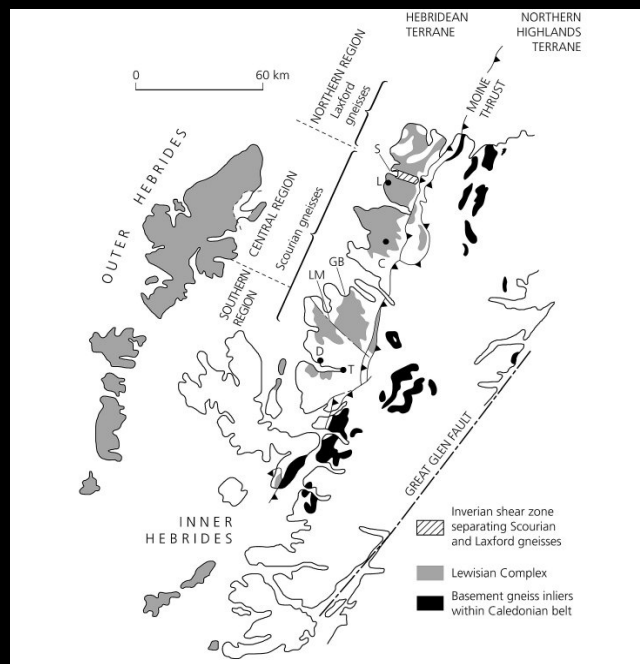 HEBRIDEAN
TERRANE
NORTHERN
HIGHLANDS
TERRANE
0
60 km
NORTHERN REGION
Laxford
gneisses
MOINE
THRUST
OUTER HEBRIDES
CENTRAL REGION
Scourian gneisses
SOUTHERN
REGION
S
L
C
GB
LM
D
T
GREAT GLEN FAULT
INNER
HEBRIDES
Inverian shear zone
separating Scourian
and Laxford gneisses
Lewisian Complex
Basement gneiss inliers
within Caledonian belt